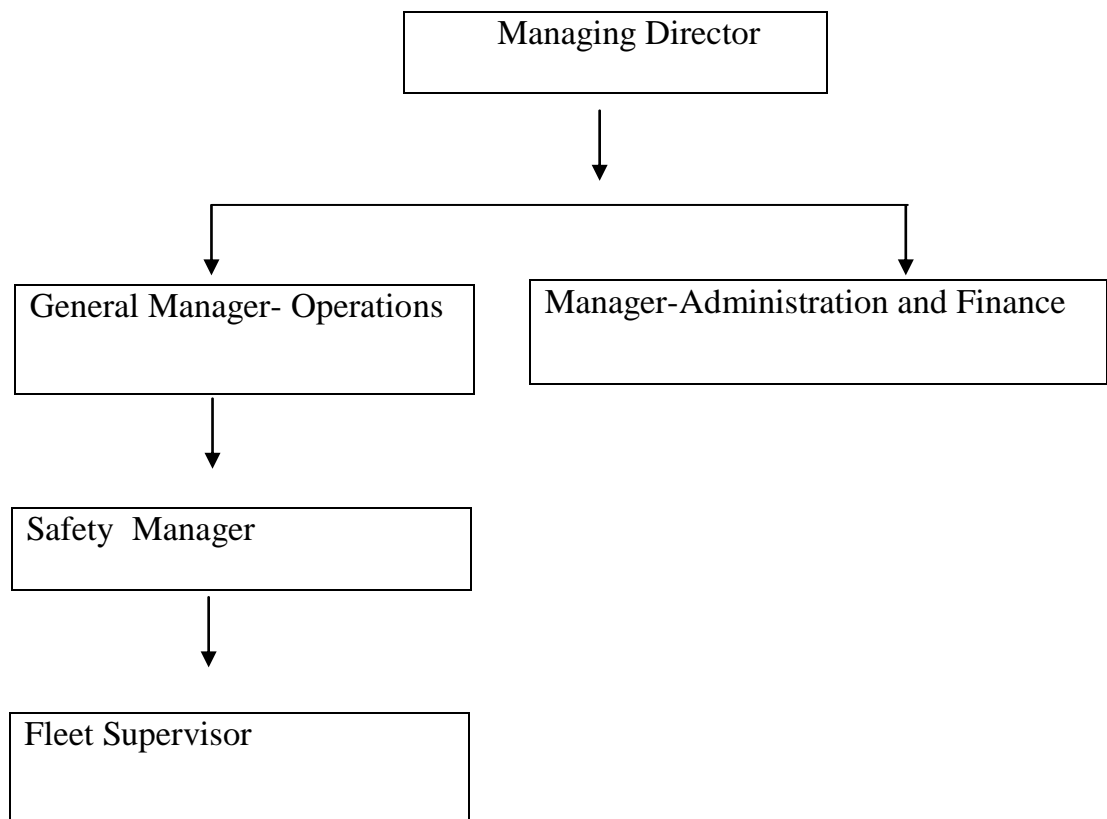 Managing Director
General Manager- Operations
Manager-Administration and Finance
Safety  Manager
Fleet Supervisor